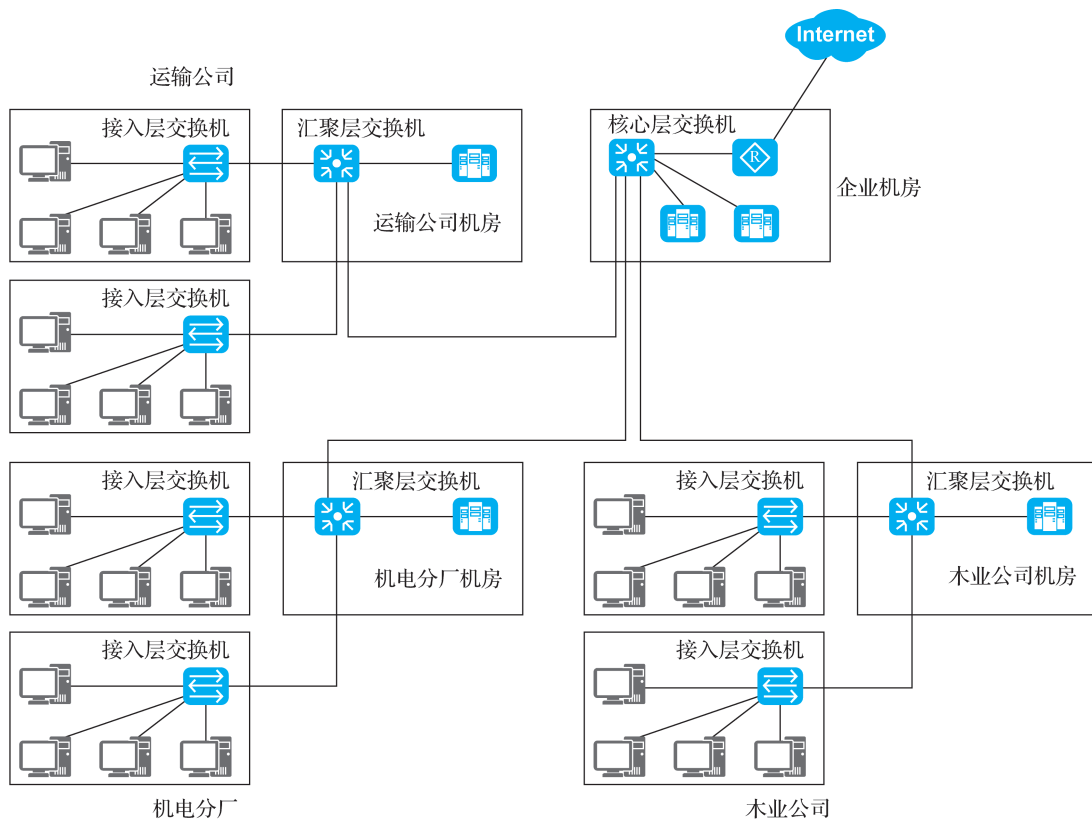 Internet
运输公司
接入层交换机
汇聚层交换机
核心层交换机
R
企业机房
运输公司机房
接入层交换机
接入层交换机
汇聚层交换机
接入层交换机
汇聚层交换机
机电分厂机房
木业公司机房
接入层交换机
接入层交换机
机电分厂
木业公司